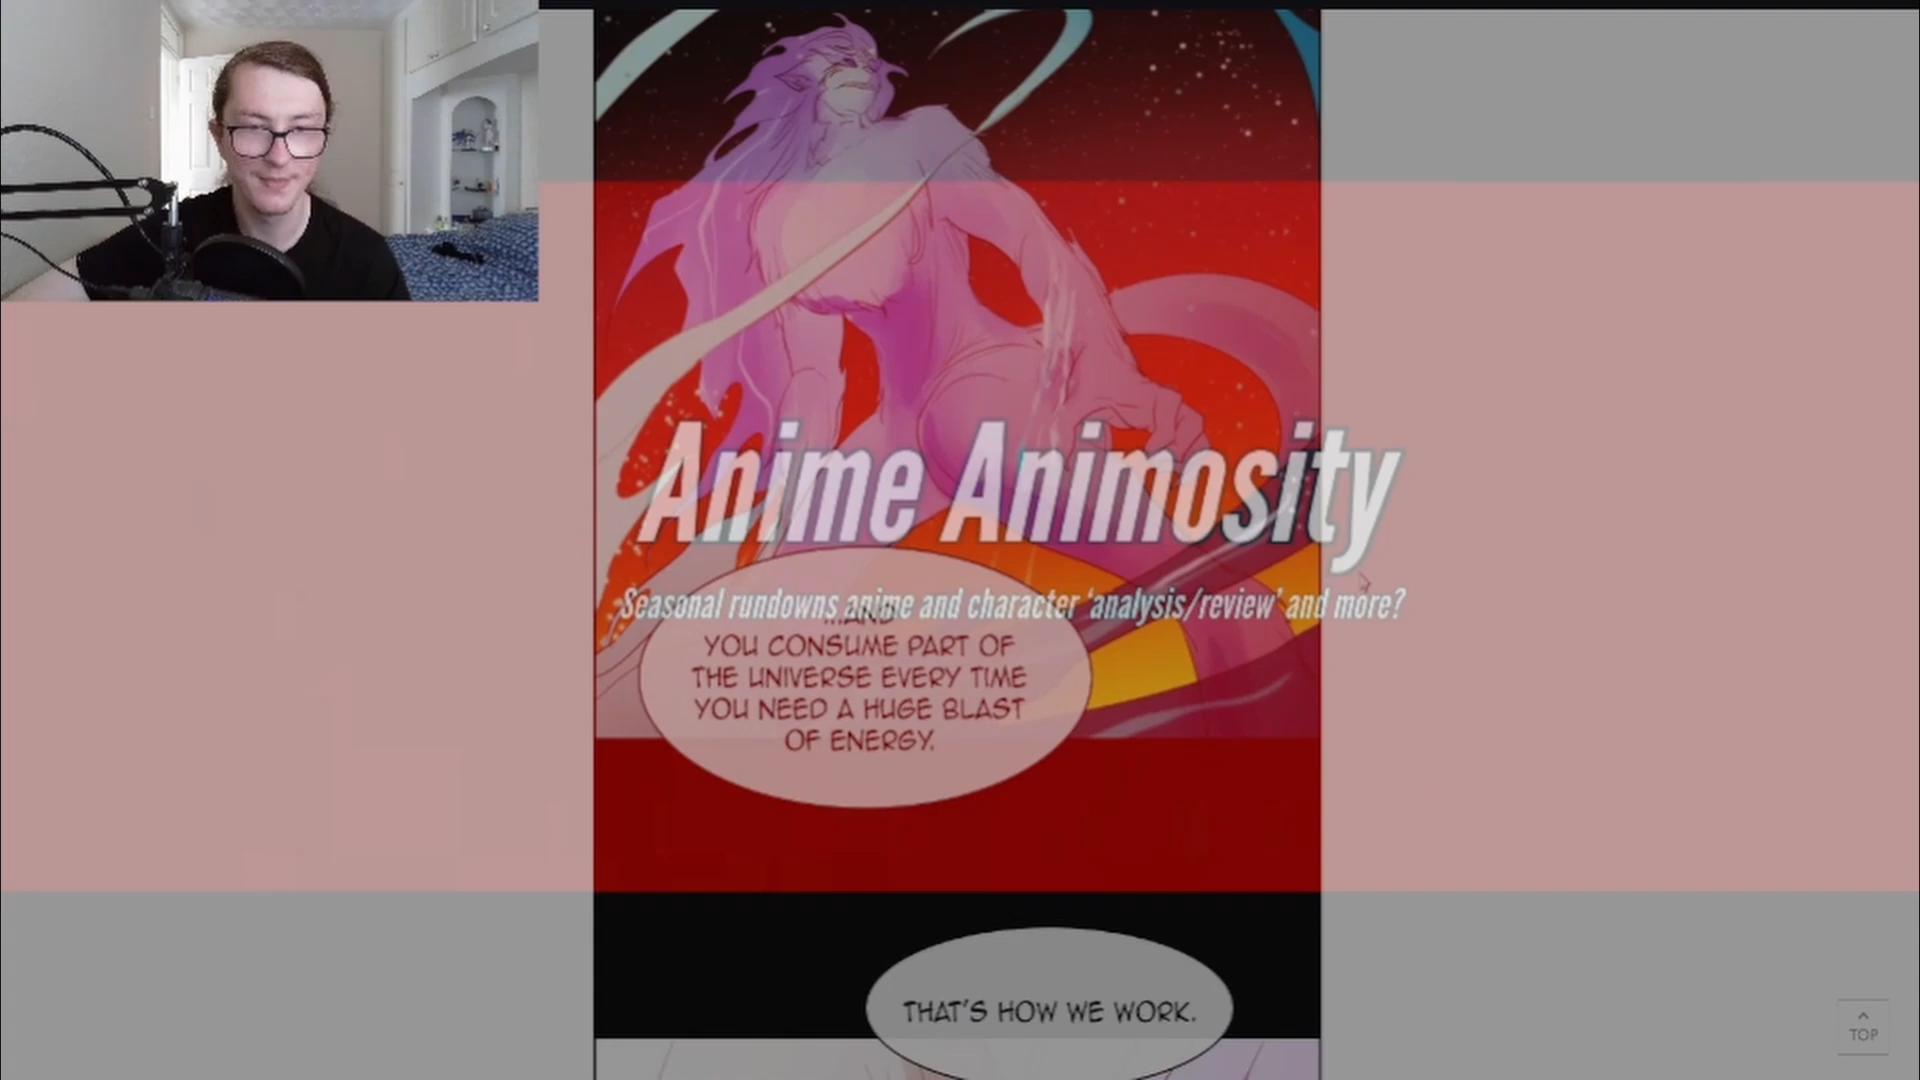 Anime Animosity
Seasonal rundowns anime and character 'analysis/review' and more?
...AND
YOU CONSUME PART OF
THE UNIVERSE EVERY TIME
YOU NEED A HUGE BLAST
OF ENERGY.
THAT'S HOW WE WORK.
TOP